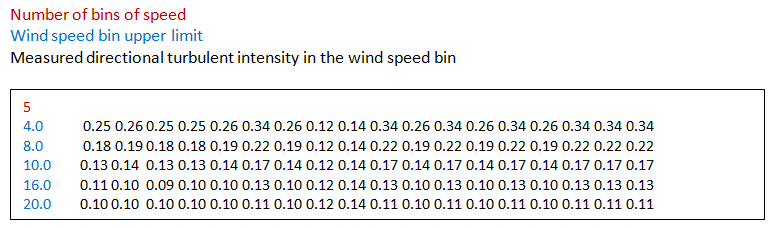 Number of bins of speed
Wind speed bin upper limit
Measured directional turbulent intensity in the wind speed bin
5
4.0 0.25 0.26 0.25 0.25 0.26 0.34 0.26 0.12 0.14 0.34 0.26 0.34 0.26 0.34 0.26 0.34 0.34 0.34
8.0 0.18 0.19 0.18 0.18 0.19 0.22 0.19 0.12 0.14 0.22 0.19 0.22 0.19 0.22 0.19 0.22 0.22 0.22
10.0 0.13 0.14 0.13 0.13 0.14 0.17 0.14 0.12 0.14 0.17 0.14 0.17 0.14 0.17 0.14 0.17 0.17 0.17
16.0 0.11 0.10 0.09 0.10 0.10 0.13 0.10 0.12 0.14 0.13 0.10 0.13 0.10 0.13 0.10 0.13 0.13 0.13
20.0 0.10 0.10 0.10 0.10 0.10 0.11 0.10 0.12 0.14 0.11 0.10 0.11 0.10 0.11 0.10 0.11 0.11 0.11